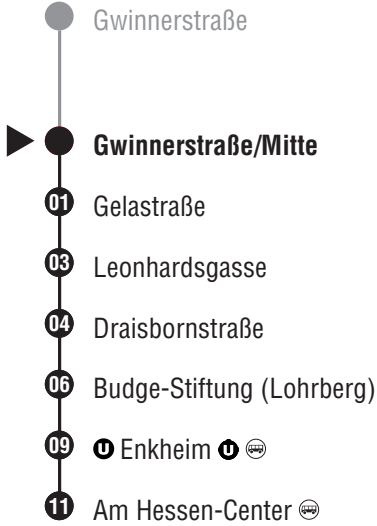 Gwinnerstraße
Gwinnerstraße/Mitte
01 Gelastraße
03 Leonhardsgasse
04 Draisbornstraße
06 Budge-Stiftung (Lohrberg)
09 U Enkheim U
11 Am Hessen-Center